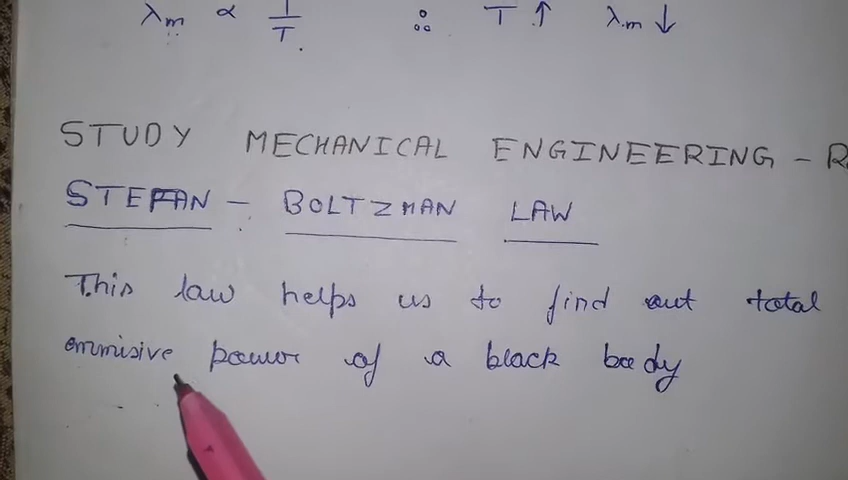 λm ∝ 1/T ∴ T ↑ λm ↓
STUDY MECHANICAL ENGINEERING - R
STEFAN - BOLTZMAN LAW
This law helps us to find out total
emmisive power of a black body